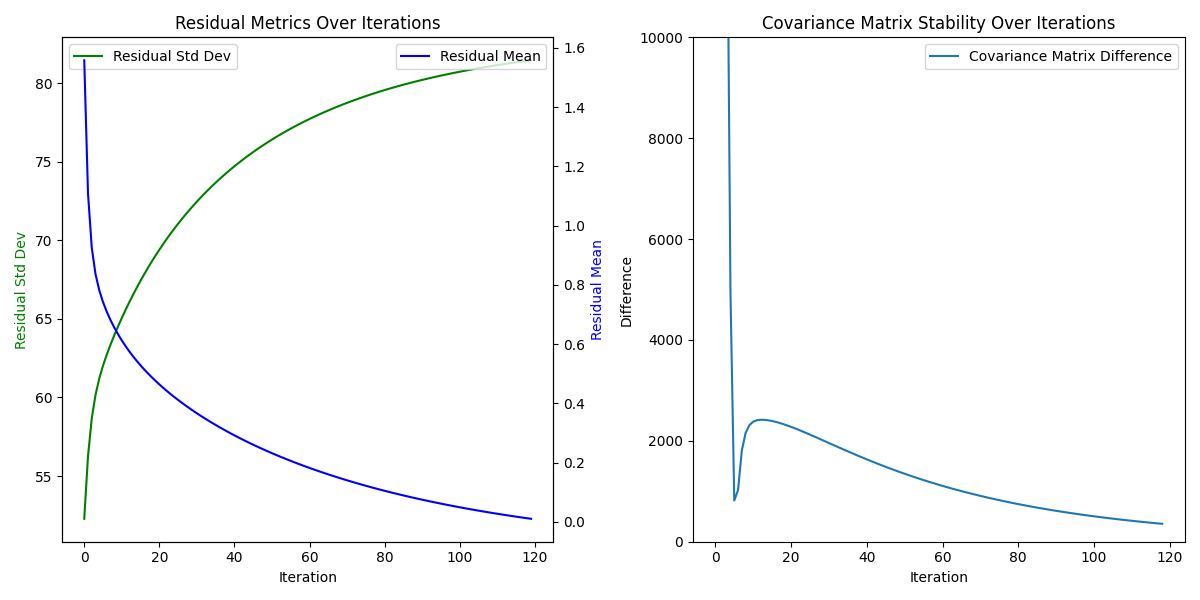 Residual Metrics Over Iterations
Residual Std Dev
Residual Mean
Residual Std Dev
80
75
70
65
60
55
1.6
1.4
1.2
1.0
0.8
0.6
0.4
0.2
0.0
Residual Mean
0 20 40 60 80 100 120
Iteration
Covariance Matrix Stability Over Iterations
Covariance Matrix Difference
Difference
10000
8000
6000
4000
2000
0
0 20 40 60 80 100 120
Iteration